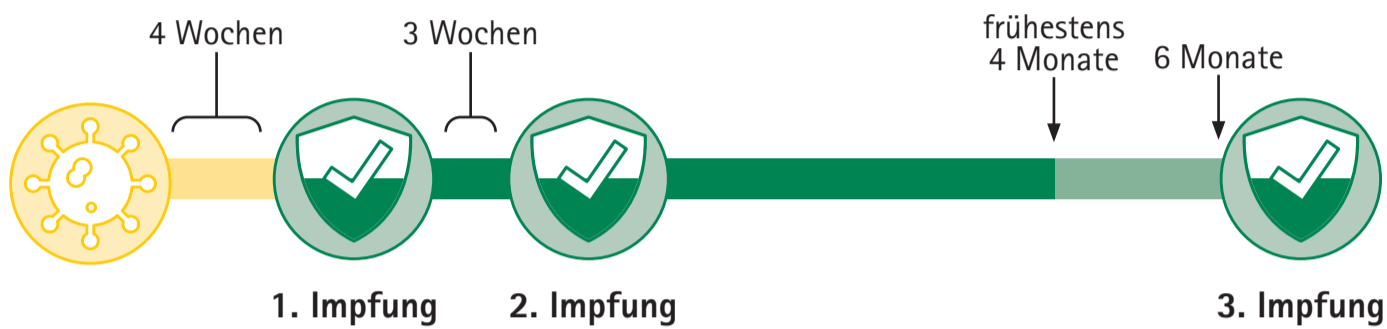 4 Wochen
3 Wochen
frühestens
4 Monate
6 Monate
1. Impfung
2. Impfung
3. Impfung